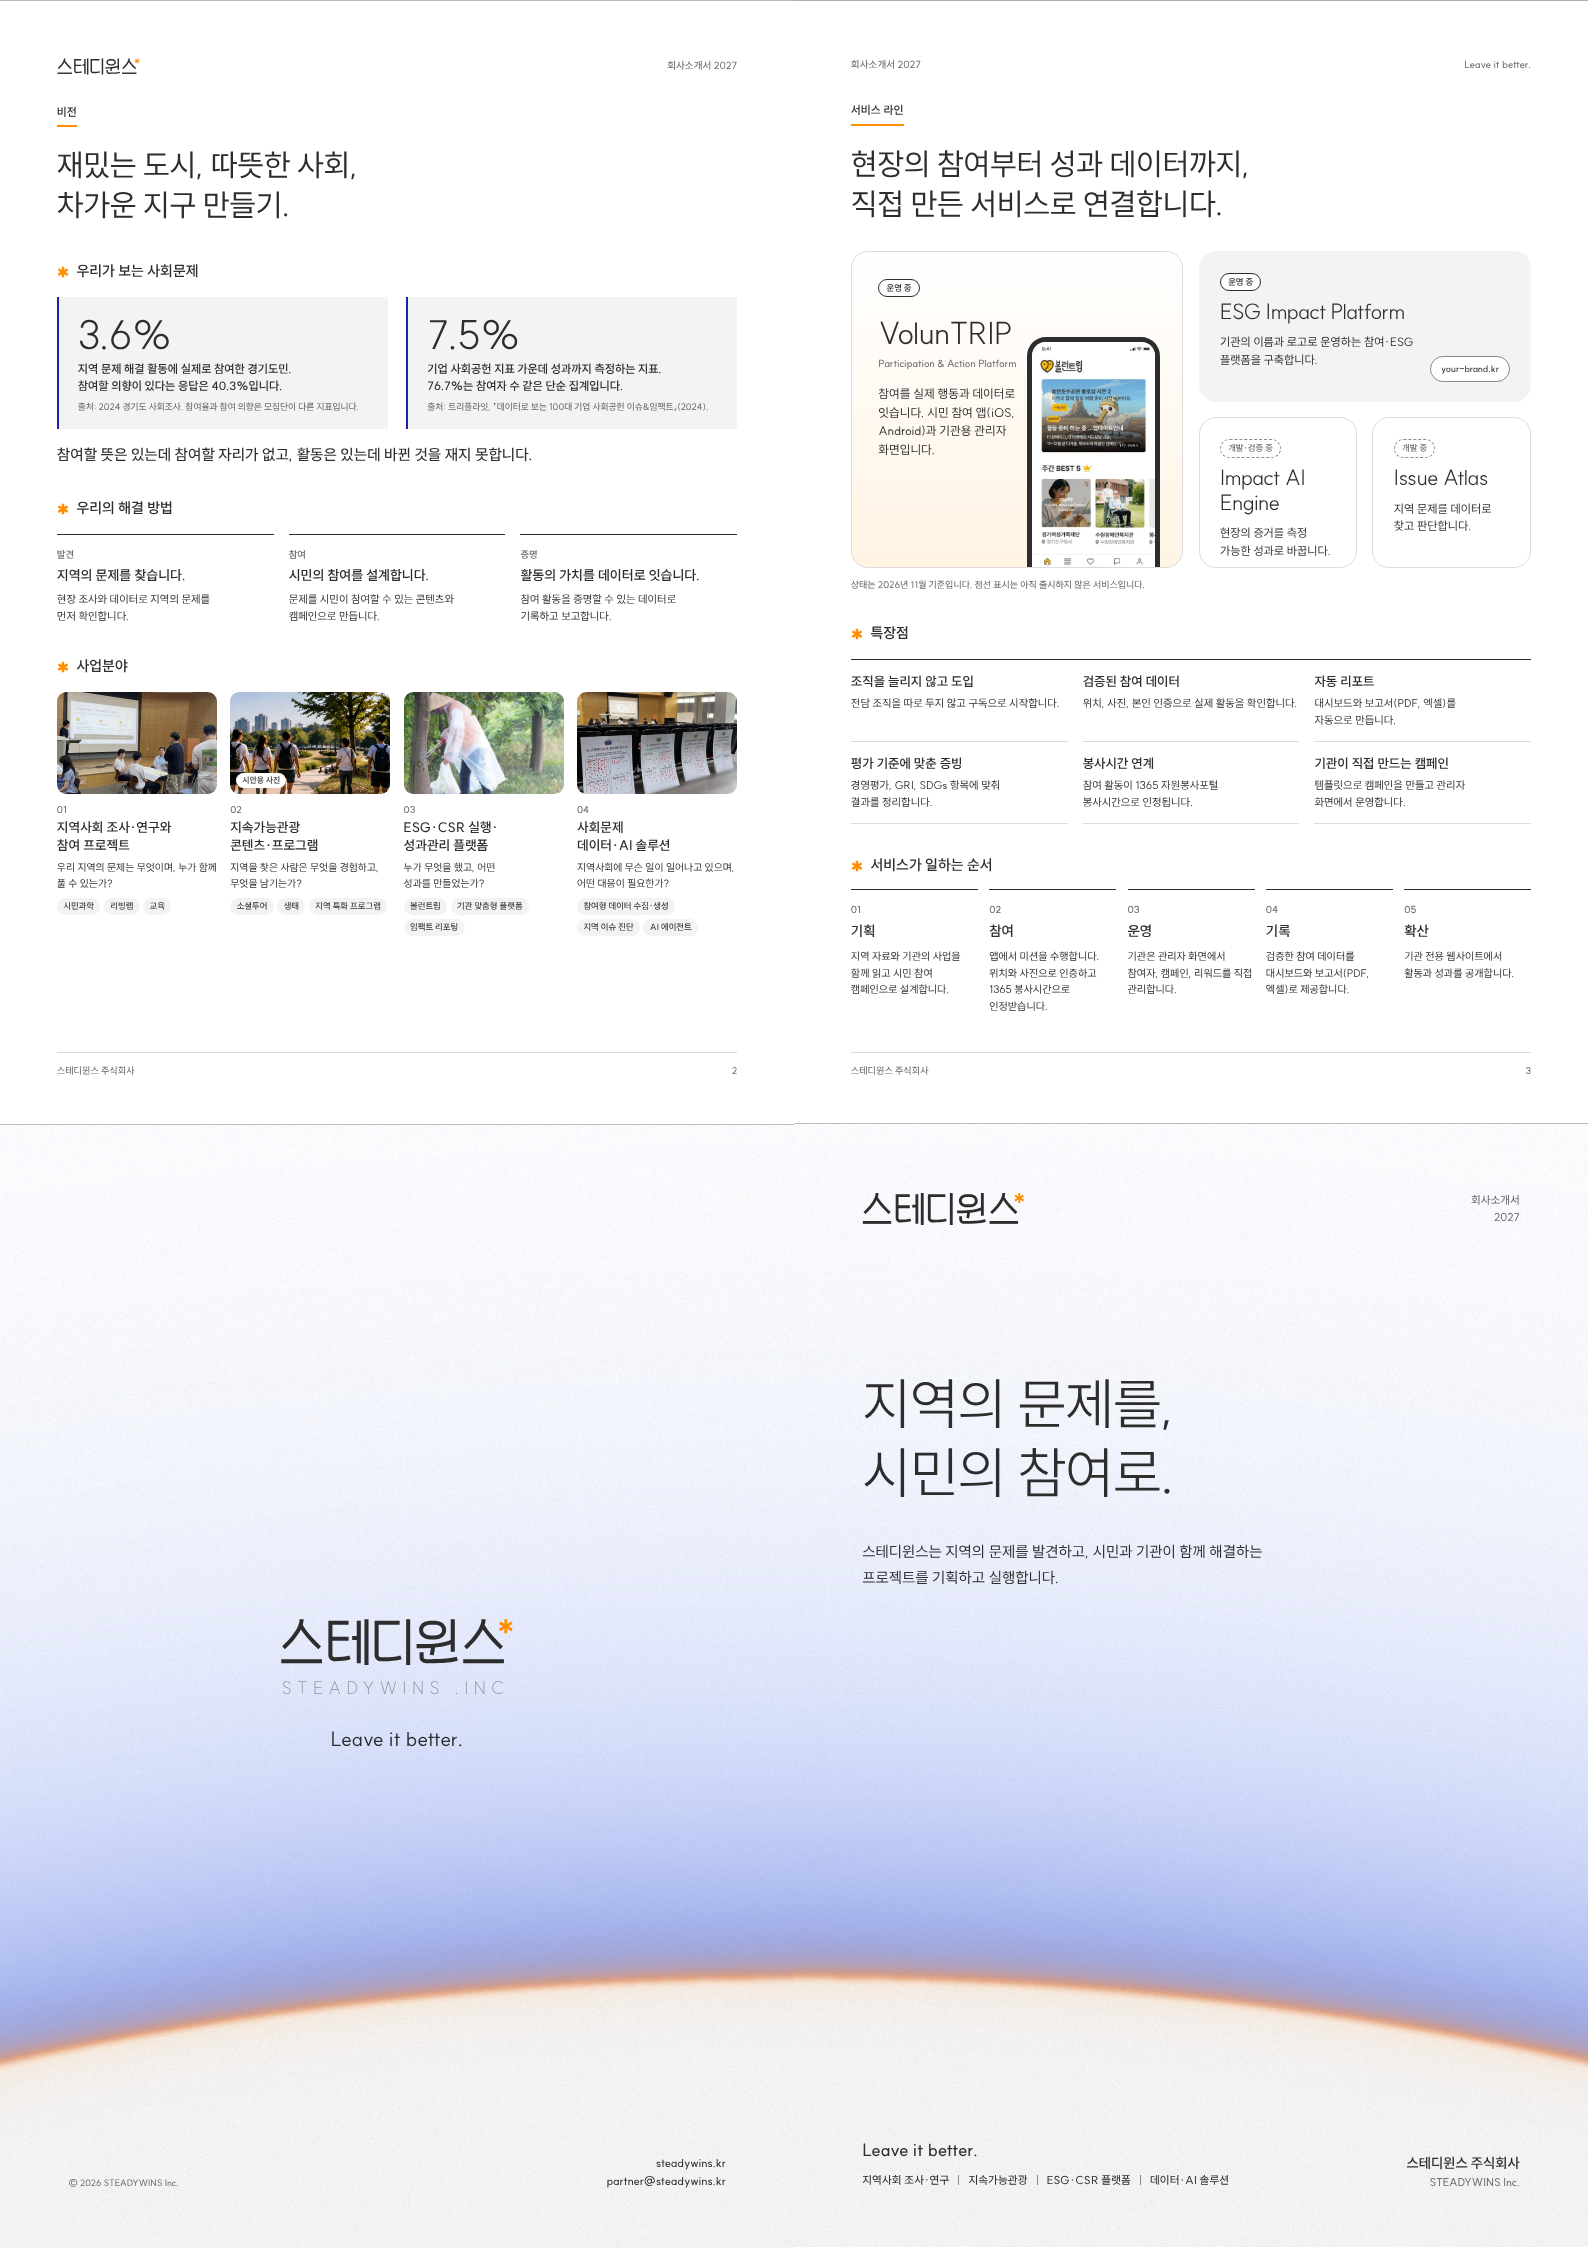 스테디윈스*
회사소개서 2027
비전
재밌는 도시, 따뜻한 사회,
차가운 지구 만들기.
* 우리가 보는 사회문제
3.6%
지역 문제 해결 활동에 실제로 참여한 경기도민.
참여할 의향이 있다는 응답은 40.3%입니다.
출처: 2024 경기도 사회조사. 참여율과 참여 의향은 모집단이 다른 지표입니다.
7.5%
기업 사회공헌 지표 가운데 성과까지 측정하는 지표.
76.7%는 참여자 수 같은 단순 집계입니다.
출처: 트리플라잇, 「데이터로 보는 100대 기업 사회공헌 이슈&임팩트」(2024).
참여할 뜻은 있는데 참여할 자리가 없고, 활동은 있는데 바뀐 것을 재지 못합니다.
* 우리의 해결 방법
발견
지역의 문제를 찾습니다.
현장 조사와 데이터로 지역의 문제를
먼저 확인합니다.
참여
시민의 참여를 설계합니다.
문제를 시민이 참여할 수 있는 콘텐츠와
캠페인으로 만듭니다.
증명
활동의 가치를 데이터로 잇습니다.
참여 활동을 증명할 수 있는 데이터로
기록하고 보고합니다.
* 사업분야
시안용 사진
01
지역사회 조사·연구와
참여 프로젝트
우리 지역의 문제는 무엇이며, 누가 함께
풀 수 있는가?
시민과학 리빙랩 교육
02
지속가능관광
콘텐츠·프로그램
지역을 찾은 사람은 무엇을 경험하고,
무엇을 남기는가?
소셜투어 생태 지역 특화 프로그램
03
ESG·CSR 실행·
성과관리 플랫폼
누가 무엇을 했고, 어떤
성과를 만들었는가?
볼런트립 기관 맞춤형 플랫폼
임팩트 리포팅
04
사회문제
데이터·AI 솔루션
지역사회에 무슨 일이 일어나고 있으며,
어떤 대응이 필요한가?
참여형 데이터 수집·생성
지역 이슈 진단 AI 에이전트
스테디윈스 주식회사
2
회사소개서 2027
Leave it better.
서비스 라인
현장의 참여부터 성과 데이터까지,
직접 만든 서비스로 연결합니다.
운영 중
VolunTRIP
Participation & Action Platform
참여를 실제 행동과 데이터로
잇습니다. 시민 참여 앱(iOS,
Android)과 기관용 관리자
화면입니다.
9:41
볼런트립
주간 BEST 5
경기여성가족재단
수원장애인복지관
운영 중
ESG Impact Platform
기관의 이름과 로고로 운영하는 참여·ESG
플랫폼을 구축합니다.
your-brand.kr
개발·검증 중
Impact AI
Engine
현장의 증거를 측정
가능한 성과로 바꿉니다.
개발 중
Issue Atlas
지역 문제를 데이터로
찾고 판단합니다.
상태는 2026년 11월 기준입니다. 점선 표시는 아직 출시하지 않은 서비스입니다.
* 특장점
조직을 늘리지 않고 도입
전담 조직을 따로 두지 않고 구독으로 시작합니다.
검증된 참여 데이터
위치, 사진, 본인 인증으로 실제 활동을 확인합니다.
자동 리포트
대시보드와 보고서(PDF, 엑셀)를
자동으로 만듭니다.
평가 기준에 맞춘 증빙
경영평가, GRI, SDGs 항목에 맞춰
결과를 정리합니다.
봉사시간 연계
참여 활동이 1365 자원봉사포털
봉사시간으로 인정됩니다.
기관이 직접 만드는 캠페인
템플릿으로 캠페인을 만들고 관리자
화면에서 운영합니다.
* 서비스가 일하는 순서
01
기획
지역 자료와 기관의 사업을
함께 읽고 시민 참여
캠페인으로 설계합니다.
02
참여
앱에서 미션을 수행합니다.
위치와 사진으로 인증하고
1365 봉사시간으로
인정받습니다.
03
운영
기관은 관리자 화면에서
참여자, 캠페인, 리워드를 직접
관리합니다.
04
기록
검증한 참여 데이터를
대시보드와 보고서(PDF,
엑셀)로 제공합니다.
05
확산
기관 전용 웹사이트에서
활동과 성과를 공개합니다.
스테디윈스 주식회사
3
스테디윈스*
STEADYWINS .INC
Leave it better.
© 2026 STEADYWINS Inc.
steadywins.kr
partner@steadywins.kr
스테디윈스*
회사소개서
2027
지역의 문제를,
시민의 참여로.
스테디윈스는 지역의 문제를 발견하고, 시민과 기관이 함께 해결하는
프로젝트를 기획하고 실행합니다.
Leave it better.
지역사회 조사·연구 | 지속가능관광 | ESG·CSR 플랫폼 | 데이터·AI 솔루션
스테디윈스 주식회사
STEADYWINS Inc.